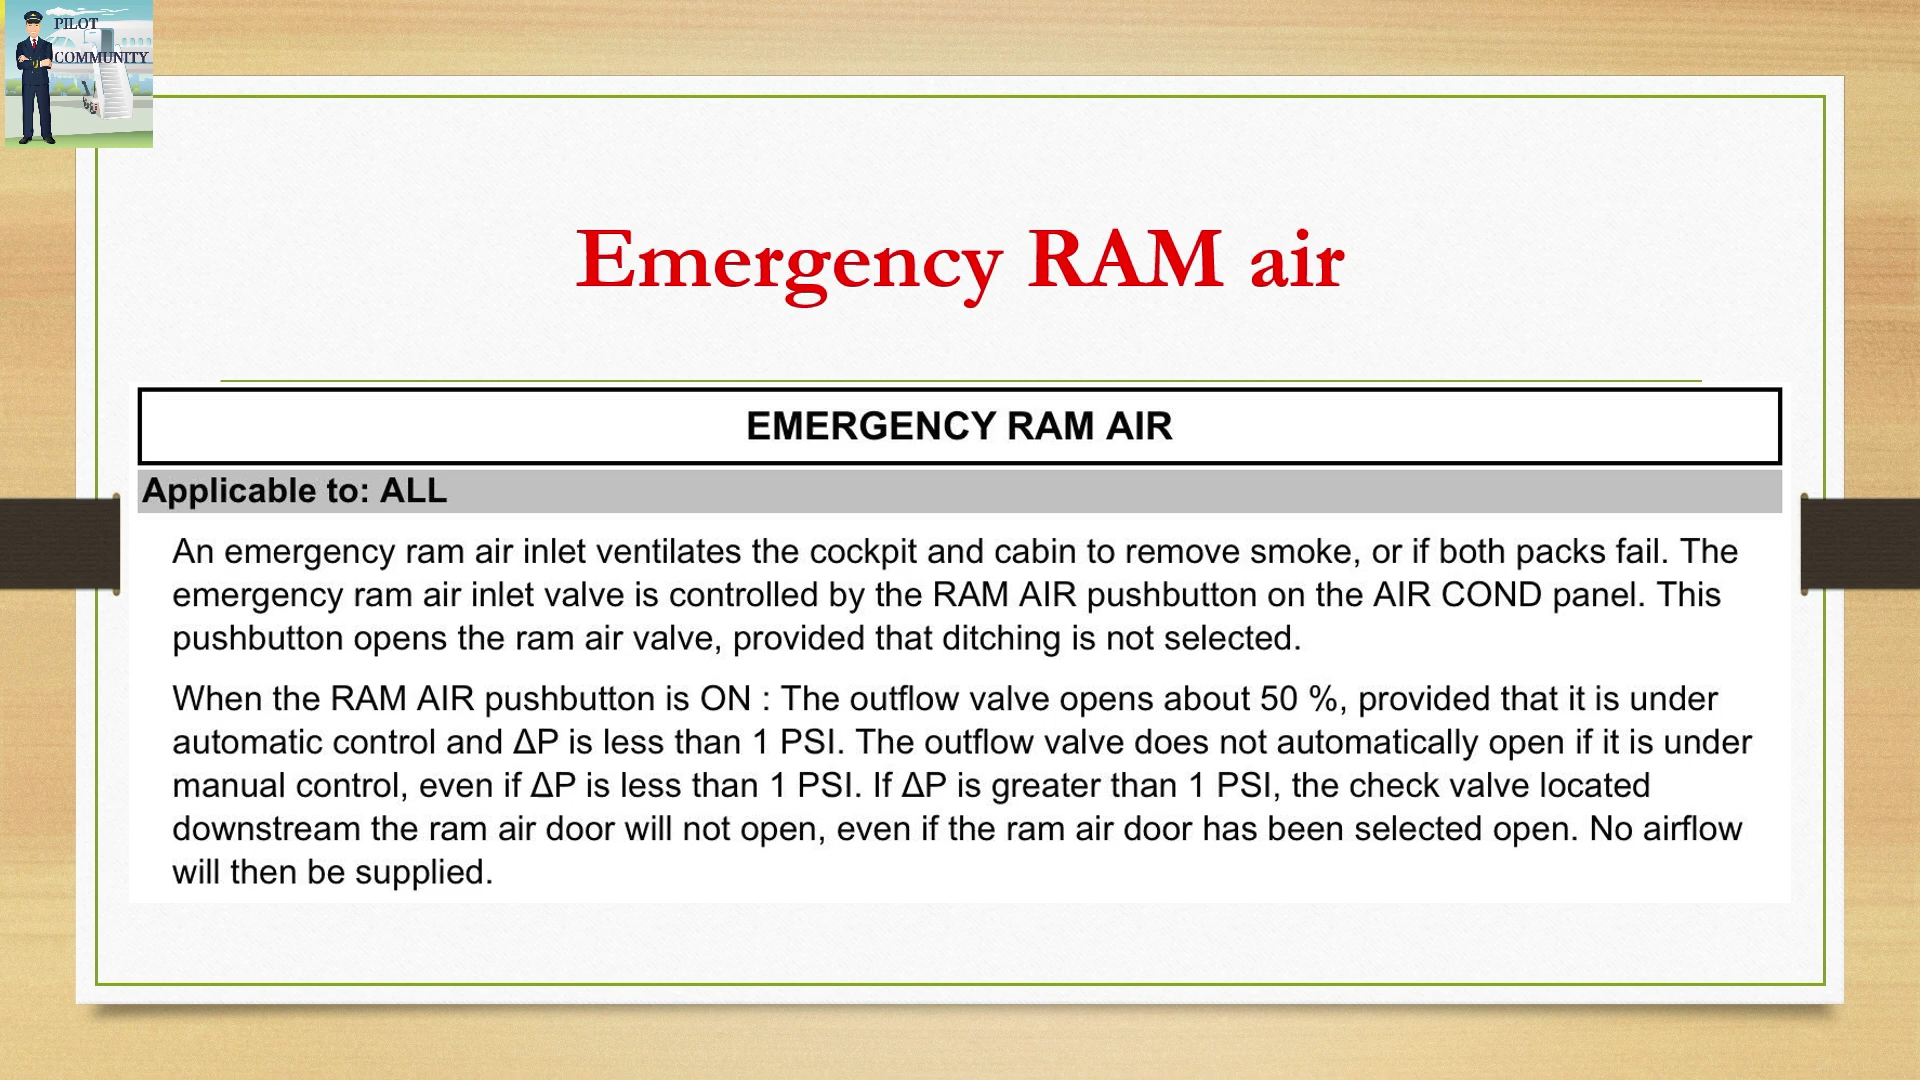 PILOT
COMMUNITY
Emergency RAM air
EMERGENCY RAM AIR
Applicable to: ALL
An emergency ram air inlet ventilates the cockpit and cabin to remove smoke, or if both packs fail. The
emergency ram air inlet valve is controlled by the RAM AIR pushbutton on the AIR COND panel. This
pushbutton opens the ram air valve, provided that ditching is not selected.
When the RAM AIR pushbutton is ON : The outflow valve opens about 50 %, provided that it is under
automatic control and ΔP is less than 1 PSI. The outflow valve does not automatically open if it is under
manual control, even if ΔP is less than 1 PSI. If ΔP is greater than 1 PSI, the check valve located
downstream the ram air door will not open, even if the ram air door has been selected open. No airflow
will then be supplied.